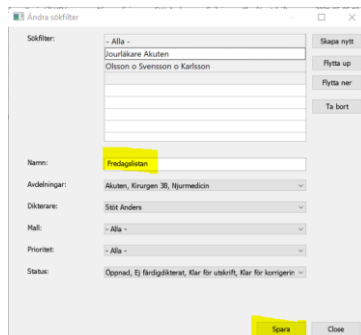 Ändra sökfilter
Sökfilter:
- Alla -
Jourläkare Akuten
Olsson o Svensson o Karlsson
Skapa nytt
Flytta up
Flytta ner
Ta bort
Namn:
Fredagslistan
Avdelningar:
Akuten, Kirurgen 38, Njurmedicin
Dikterare:
Stöt Anders
Mall:
- Alla -
Prioritet:
- Alla -
Status:
Öppnad, Ej färdigdikterat, Klar för utskrift, Klar för korrigerin
Spara
Close